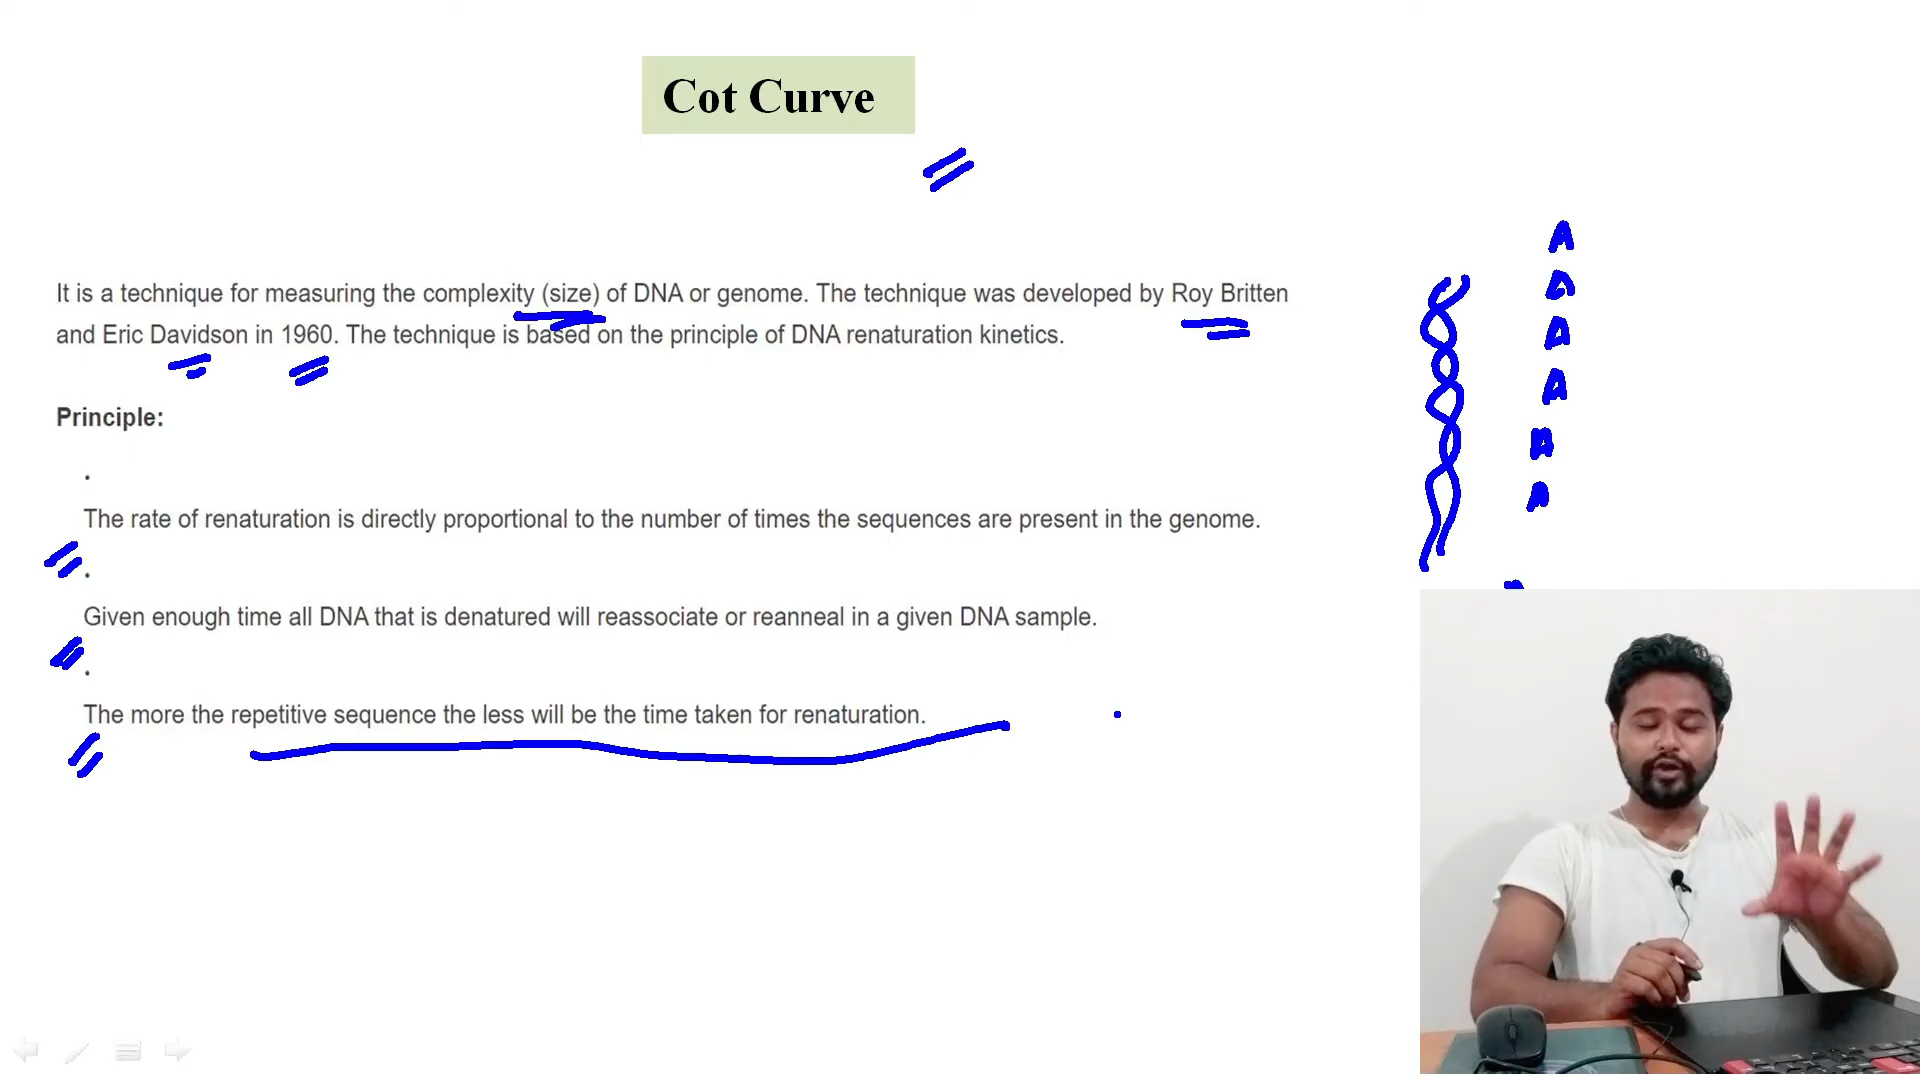 Cot Curve
It is a technique for measuring the complexity (size) of DNA or genome. The technique was developed by Roy Britten
and Eric Davidson in 1960. The technique is based on the principle of DNA renaturation kinetics.
Principle:
The rate of renaturation is directly proportional to the number of times the sequences are present in the genome.
Given enough time all DNA that is denatured will reassociate or reanneal in a given DNA sample.
The more the repetitive sequence the less will be the time taken for renaturation.
A
A
A
A
A
A